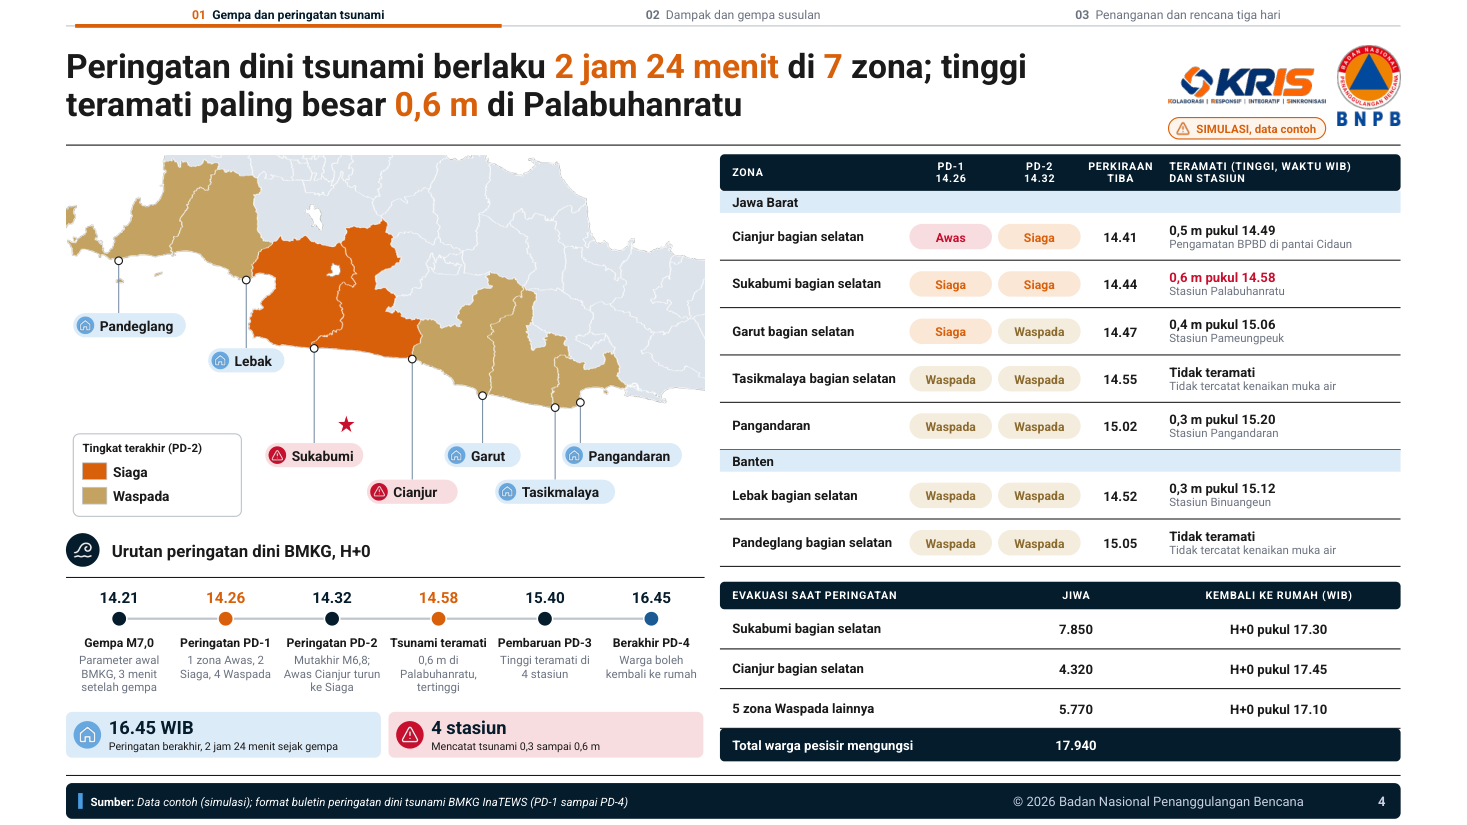 01 Gempa dan peringatan tsunami
02 Dampak dan gempa susulan
03 Penanganan dan rencana tiga hari
Peringatan dini tsunami berlaku 2 jam 24 menit di 7 zona; tinggi
teramati paling besar 0,6 m di Palabuhanratu
KRIS
KOLABORASI | RESPONSIF | INTEGRATIF | SINKRONISASI
SIMULASI, data contoh
BADAN NASIONAL
PENANGGULANGAN BENCANA
BNPB
Pandeglang
Lebak
Sukabumi
Cianjur
Garut
Tasikmalaya
Pangandaran
Tingkat terakhir (PD-2)
Siaga
Waspada
Urutan peringatan dini BMKG, H+0
14.21
Gempa M7,0
Parameter awal
BMKG, 3 menit
setelah gempa
14.26
Peringatan PD-1
1 zona Awas, 2
Siaga, 4 Waspada
14.32
Peringatan PD-2
Mutakhir M6,8;
Awas Cianjur turun
ke Siaga
14.58
Tsunami teramati
0,6 m di
Palabuhanratu,
tertinggi
15.40
Pembaruan PD-3
Tinggi teramati di
4 stasiun
16.45
Berakhir PD-4
Warga boleh
kembali ke rumah
16.45 WIB
Peringatan berakhir, 2 jam 24 menit sejak gempa
4 stasiun
Mencatat tsunami 0,3 sampai 0,6 m
ZONA
PD-1
14.26
PD-2
14.32
PERKIRAAN
TIBA
TERAMATI (TINGGI, WAKTU WIB)
DAN STASIUN
Jawa Barat
Cianjur bagian selatan Awas Siaga 14.41 0,5 m pukul 14.49
Pengamatan BPBD di pantai Cidaun
Sukabumi bagian selatan Siaga Siaga 14.44 0,6 m pukul 14.58
Stasiun Palabuhanratu
Garut bagian selatan Siaga Waspada 14.47 0,4 m pukul 15.06
Stasiun Pameungpeuk
Tasikmalaya bagian selatan Waspada Waspada 14.55 Tidak teramati
Tidak tercatat kenaikan muka air
Pangandaran Waspada Waspada 15.02 0,3 m pukul 15.20
Stasiun Pangandaran
Banten
Lebak bagian selatan Waspada Waspada 14.52 0,3 m pukul 15.12
Stasiun Binuangeun
Pandeglang bagian selatan Waspada Waspada 15.05 Tidak teramati
Tidak tercatat kenaikan muka air
EVAKUASI SAAT PERINGATAN JIWA KEMBALI KE RUMAH (WIB)
Sukabumi bagian selatan 7.850 H+0 pukul 17.30
Cianjur bagian selatan 4.320 H+0 pukul 17.45
5 zona Waspada lainnya 5.770 H+0 pukul 17.10
Total warga pesisir mengungsi 17.940
Sumber: Data contoh (simulasi); format buletin peringatan dini tsunami BMKG InaTEWS (PD-1 sampai PD-4)
© 2026 Badan Nasional Penanggulangan Bencana
4